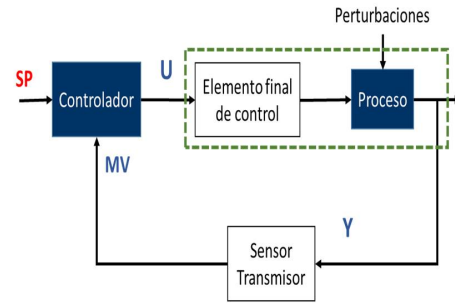 Perturbaciones
SP
Controlador
U
Elemento final
de control
Proceso
MV
Y
Sensor
Transmisor